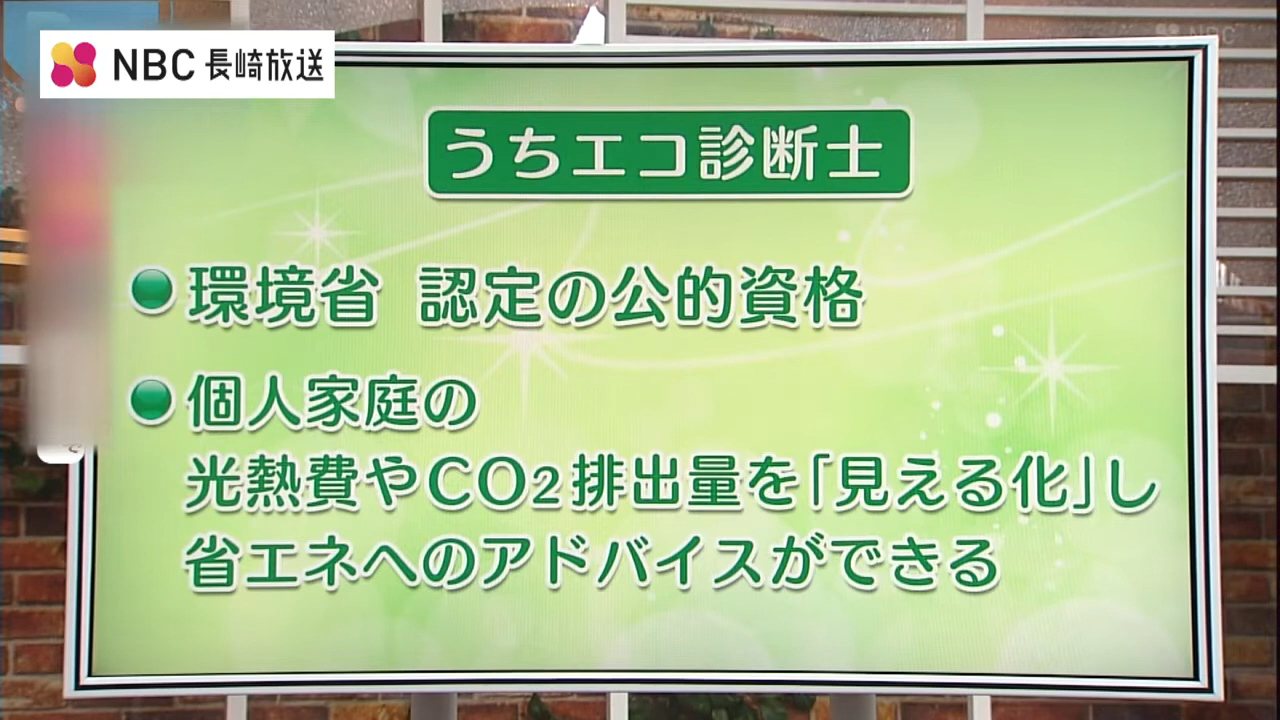 NBC 長崎放送
うちエコ診断士
●環境省 認定の公的資格
●個人家庭の
光熱費やCO2排出量を「見える化」し
省エネへのアドバイスができる